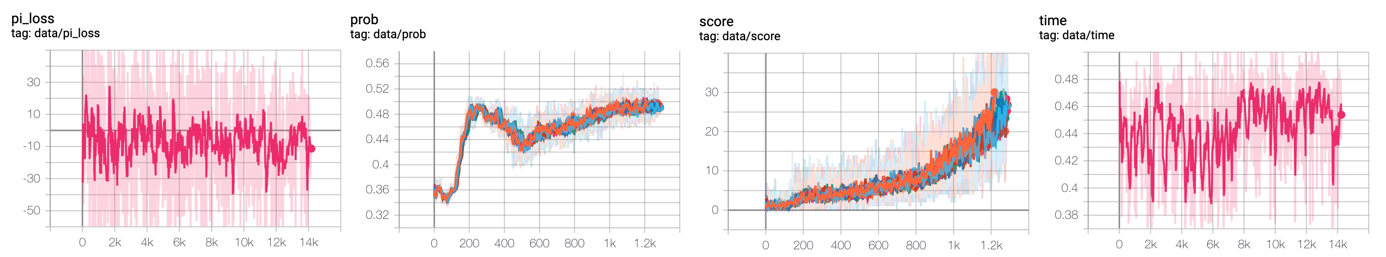 pi_loss
tag: data/pi_loss
30
10
-10
-30
-50
0 2k 4k 6k 8k 10k 12k 14k
prob
tag: data/prob
0.56
0.52
0.48
0.44
0.4
0.36
0.32
0 200 400 600 800 1k 1.2k
score
tag: data/score
30
20
10
0
0 200 400 600 800 1k 1.2k
time
tag: data/time
0.48
0.46
0.44
0.42
0.4
0.38
0 2k 4k 6k 8k 10k 12k 14k